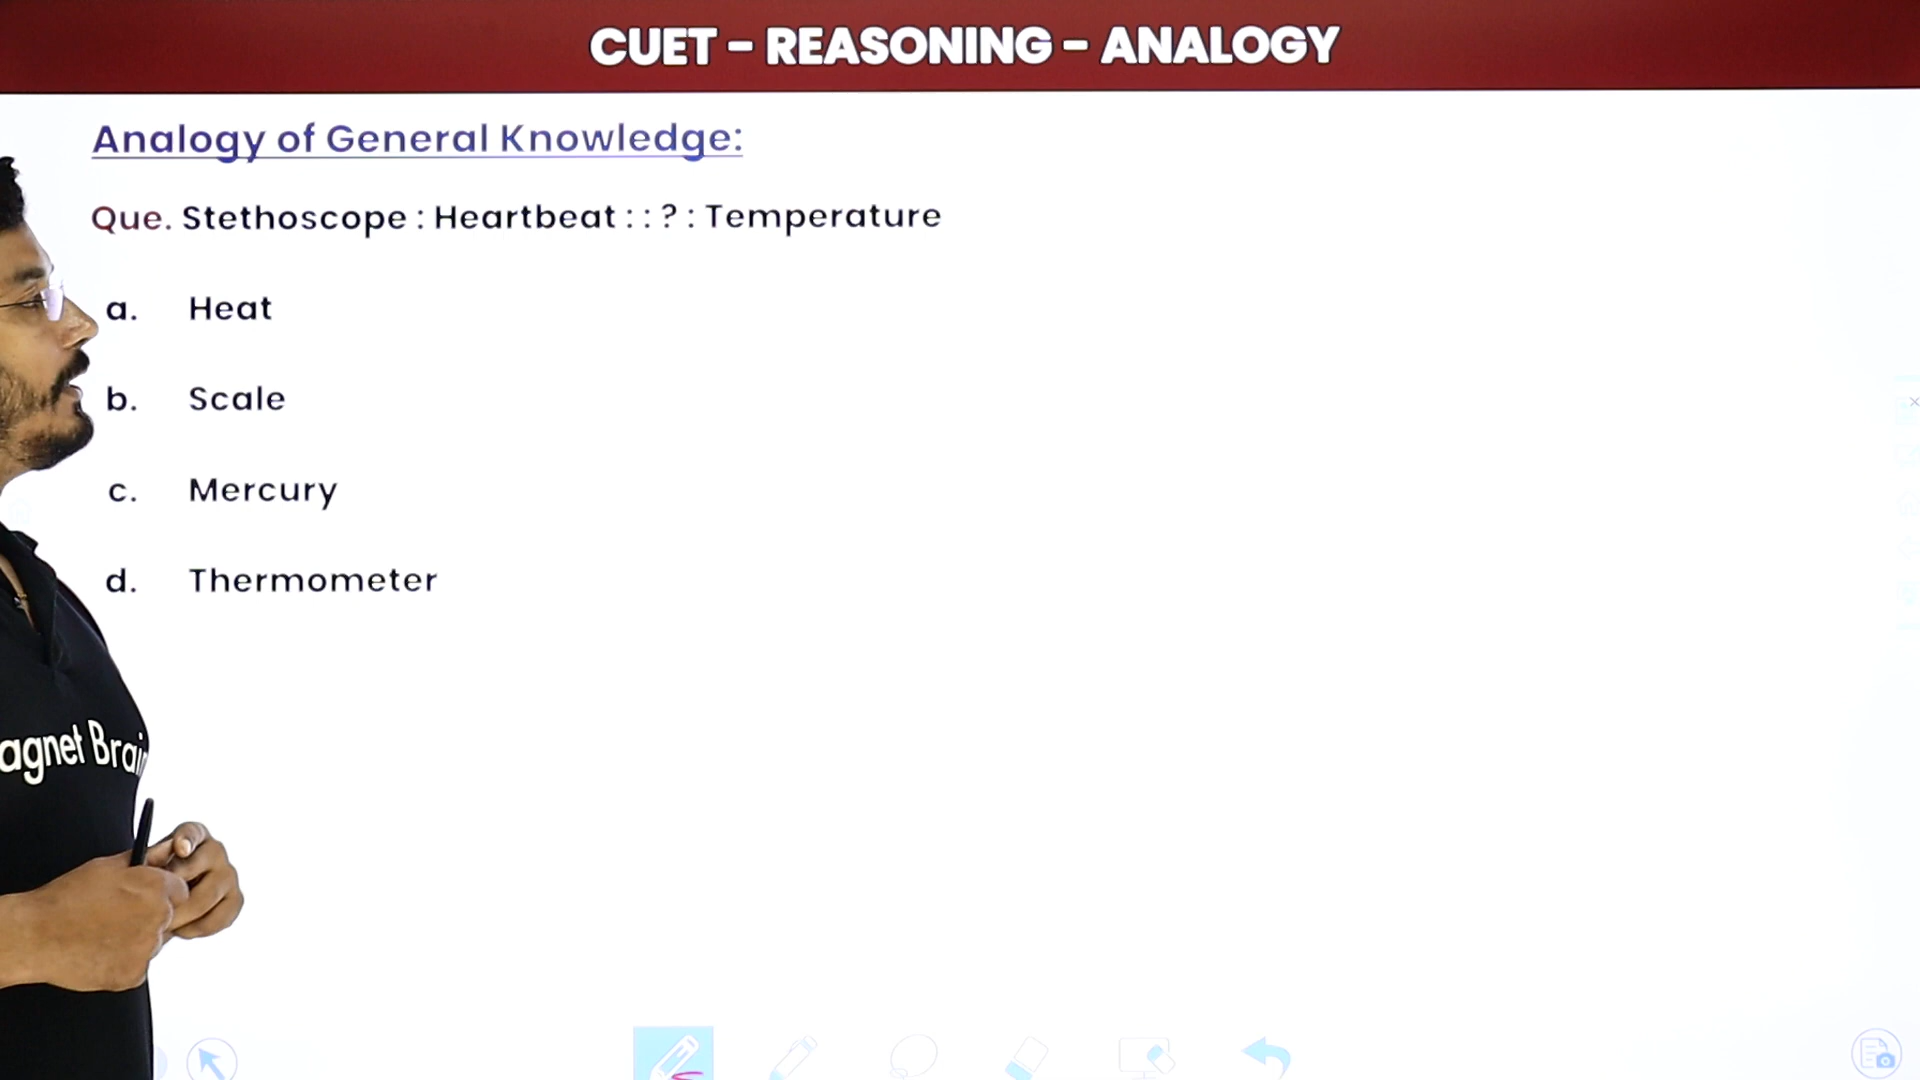 CUET - REASONING - ANALOGY
Analogy of General Knowledge:
Que. Stethoscope : Heartbeat : : ? : Temperature
a. Heat
b. Scale
c. Mercury
d. Thermometer
agnet Brai